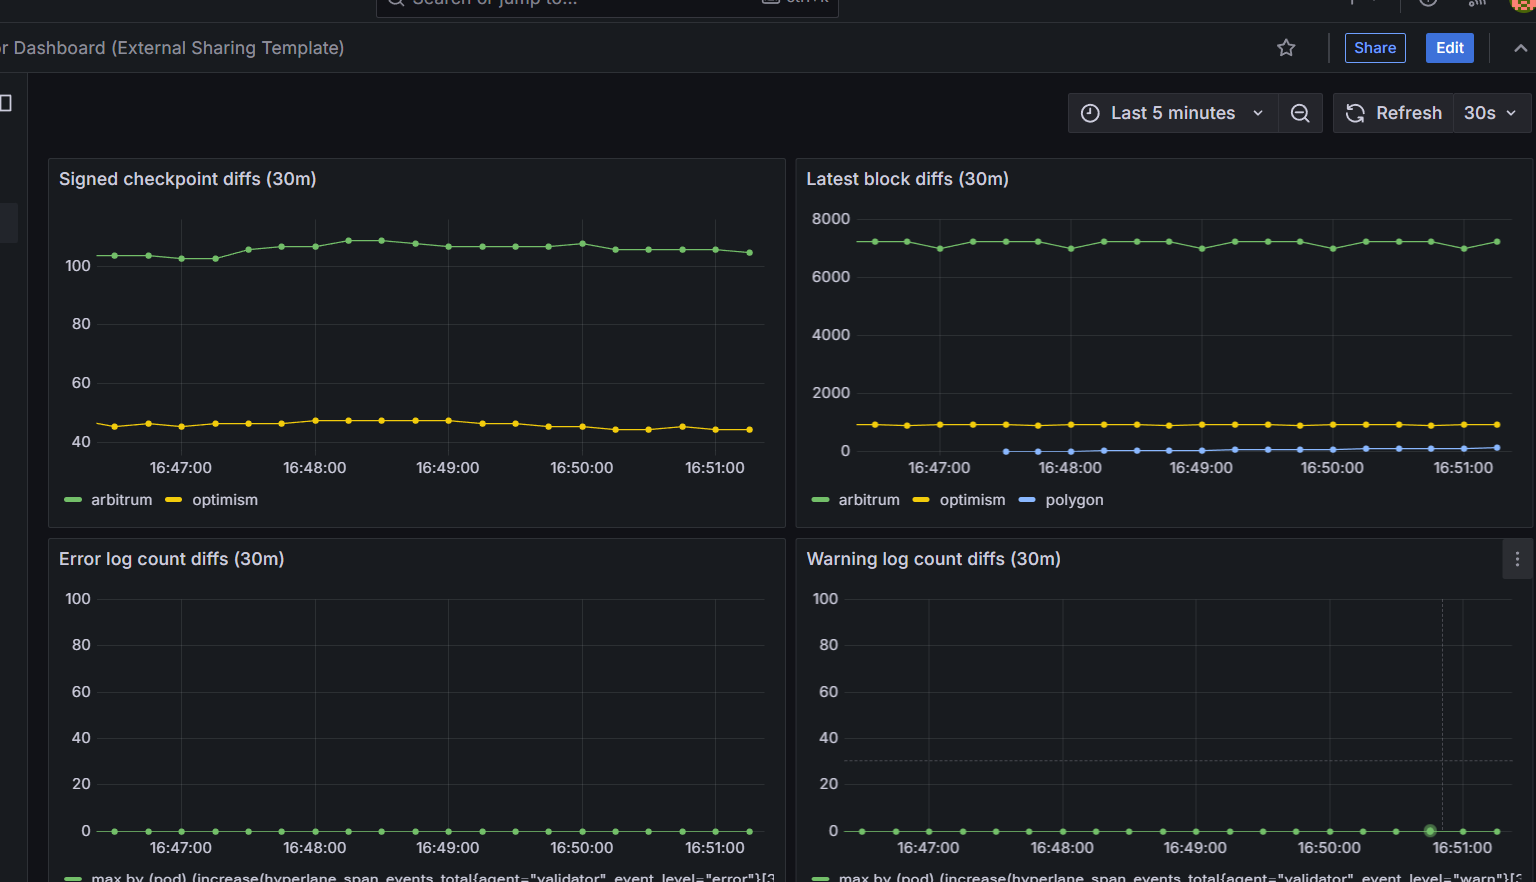 Search or jump to...
ctrl+k
r Dashboard (External Sharing Template)
Share
Edit
Last 5 minutes
Refresh
30s
Signed checkpoint diffs (30m)
100
80
60
40
16:47:00
16:48:00
16:49:00
16:50:00
16:51:00
arbitrum
optimism
Latest block diffs (30m)
8000
6000
4000
2000
0
16:47:00
16:48:00
16:49:00
16:50:00
16:51:00
arbitrum
optimism
polygon
Error log count diffs (30m)
100
80
60
40
20
0
16:47:00
16:48:00
16:49:00
16:50:00
16:51:00
max by (pod) (increase(hyperlane_span_events_total{agent="validator", event_level="error"}[3
Warning log count diffs (30m)
100
80
60
40
20
0
16:47:00
16:48:00
16:49:00
16:50:00
16:51:00
max by (pod) (increase(hyperlane_span_events_total{agent="validator", event_level="warn"}[3